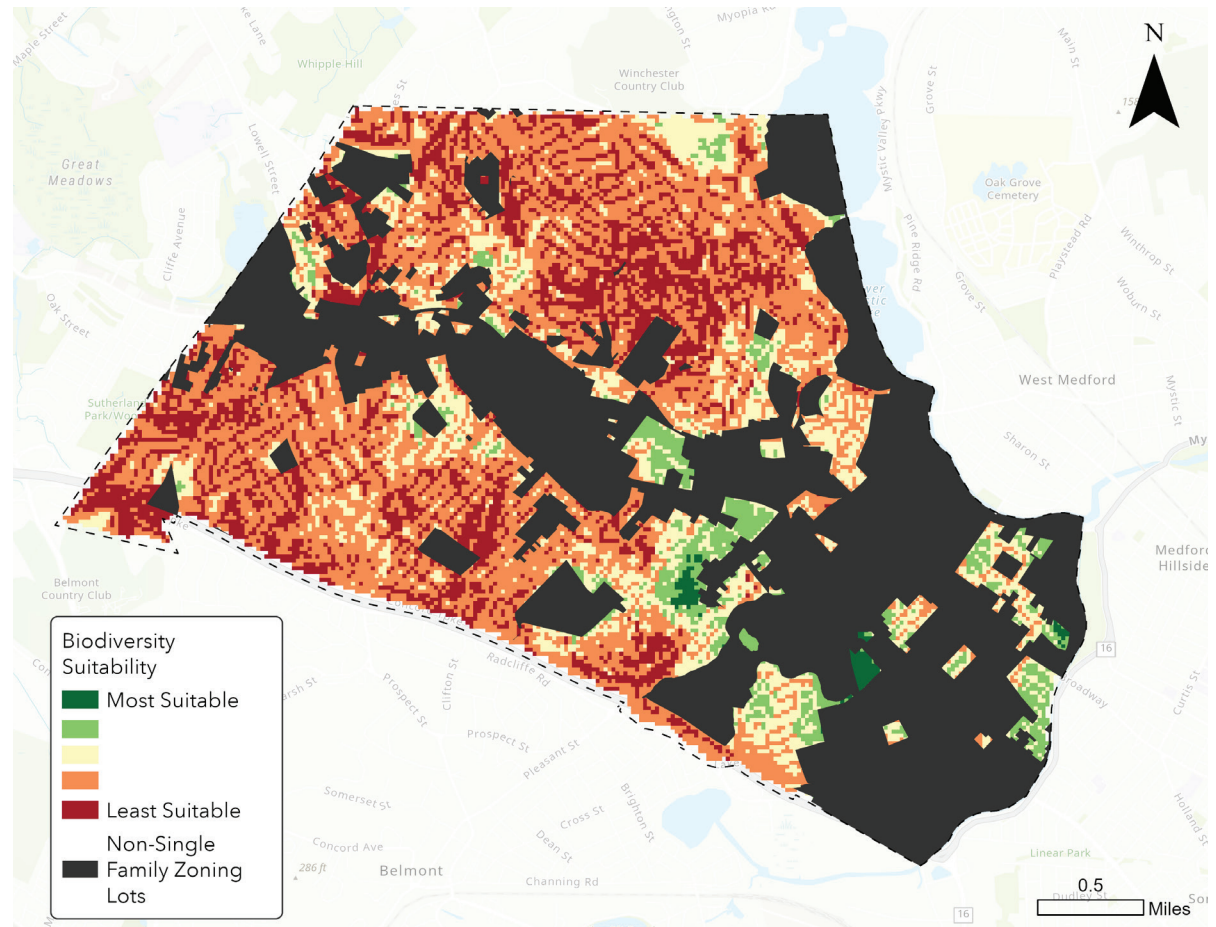 Maple Street
Lake Ln
Myopia Rd
Main St
Whipple Hill
Winchester
Country Club
N
Great
Meadows
Lowell Street
Mystic Valley Pkwy
Grove St
Oak Grove
Cemetery
Playstead Rd
Winthrop St
Woburn St
Cliffe Avenue
Pine Ridge Rd
Grove St
Oak Street
West Medford
Mystic St
Sharon St
Medford
Hillside
Belmont
Country Club
16
Broadway
Curtis St
Radcliffe Rd
Clifton St
Prospect St
Prospect St
Pleasant St
Somerset St
Cross St
Brighton St
Dean St
Concord Ave
286 ft
Belmont
Channing Rd
Holland St
Linear Park
Dudley St
16
Biodiversity
Suitability
Most Suitable
Least Suitable
Non-Single
Family Zoning
Lots
0.5
Miles